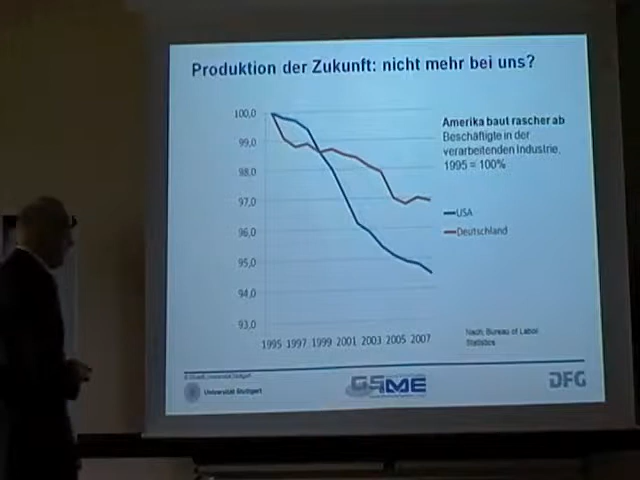 Produktion der Zukunft: nicht mehr bei uns?
100,0
99,0
98,0
97,0
96,0
95,0
94,0
93,0
1995 1997 1999 2001 2003 2005 2007
Amerika baut rascher ab
Beschäftigte in der
verarbeitenden Industrie,
1995 = 100%
USA
Deutschland
Nach: Bureau of Labor
Statistics
Universität Stuttgart
GSME
DFG